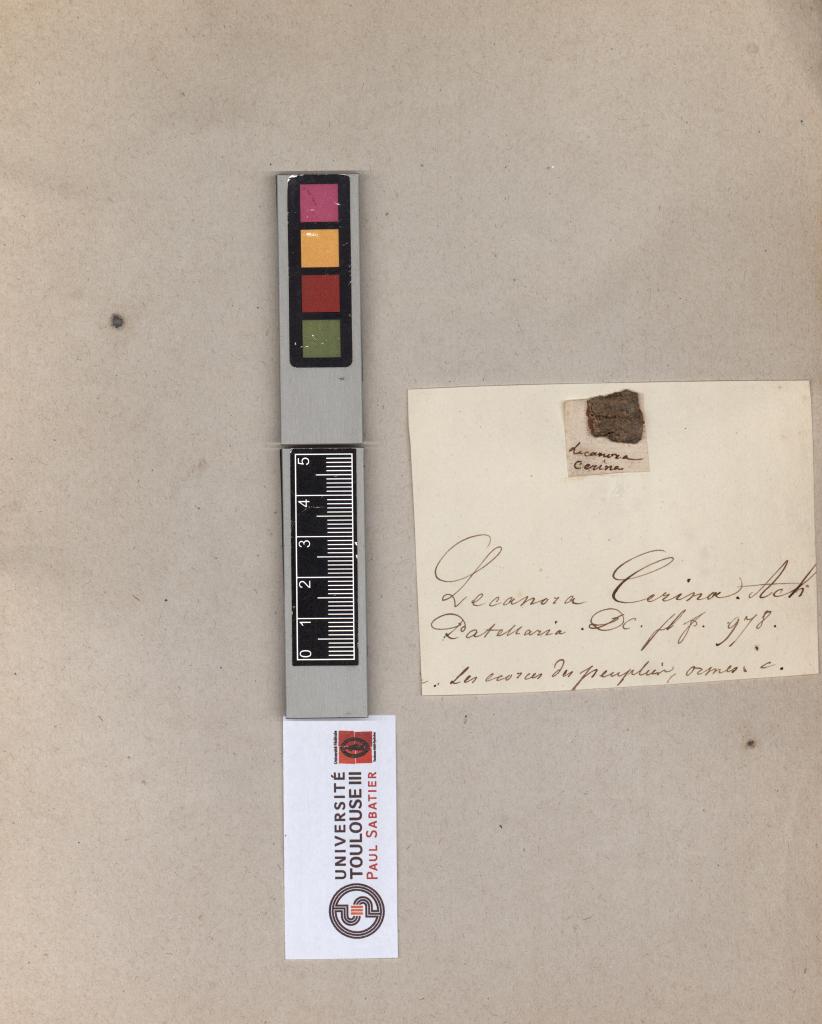 5
4
3
2
1
0
UNIVERSITÉ
TOULOUSE III
PAUL SABATIER
Lecanora
Cerina
Lecanora Cerina. Ach
Patellaria. DC. fl f. 978.
Les ecorces des peuplier, ormes. c.